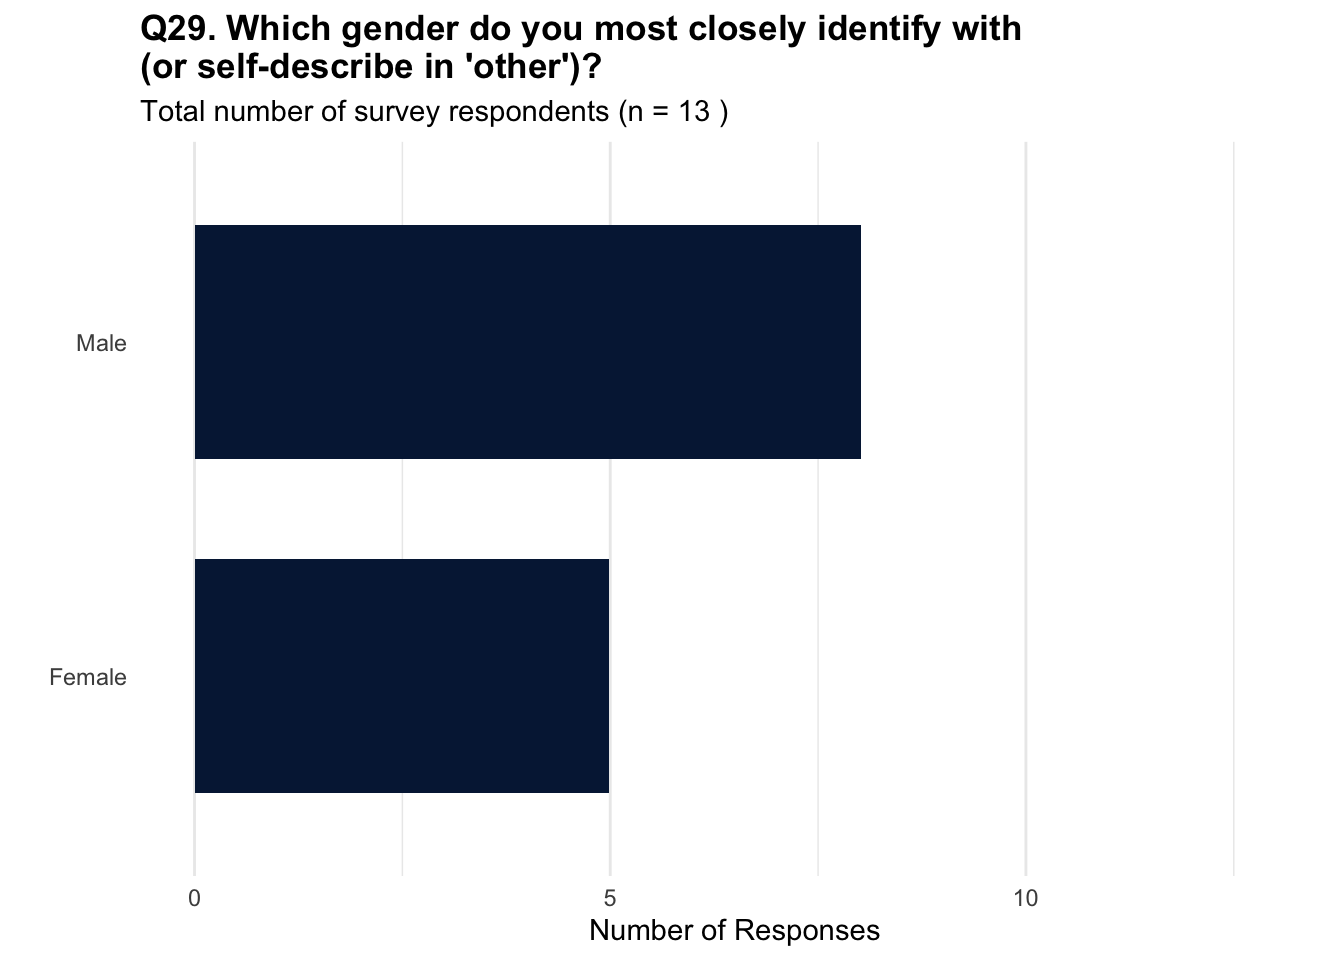 Q29. Which gender do you most closely identify with
(or self-describe in 'other')?
Total number of survey respondents (n = 13 )
Male
Female
0 5 10
Number of Responses